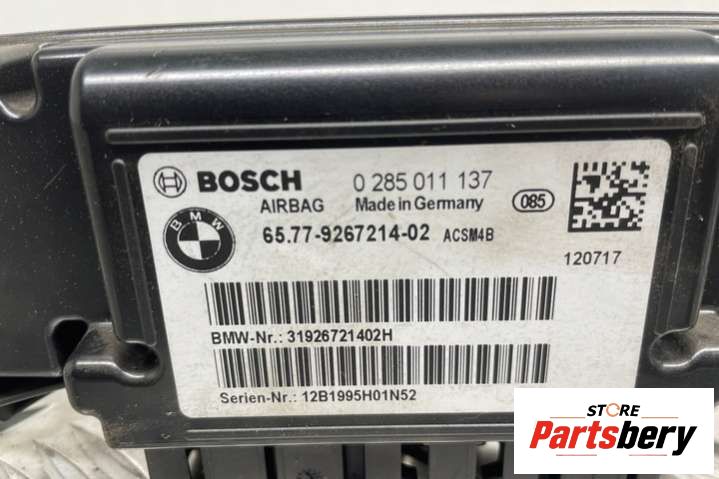 BOSCH 0 285 011 137
AIRBAG Made in Germany 085
BMW 65.77-9267214-02 ACSM4B
120717
BMW-Nr.: 31926721402H
Serien-Nr.: 12B1995H01N52
STORE
Partsbery